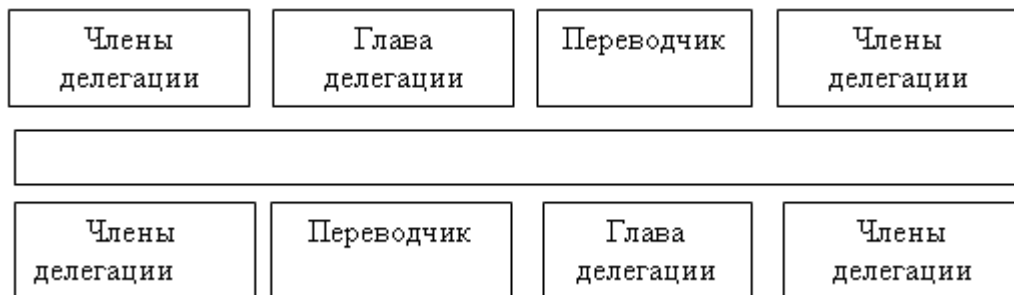 Члены
делегации
Глава
делегации
Переводчик
Члены
делегации
Члены
делегации
Переводчик
Глава
делегации
Члены
делегации